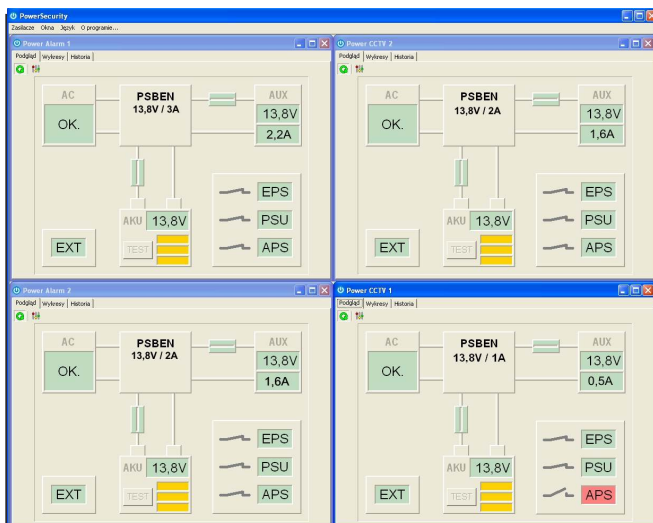 PowerSecurity
Zasilacze Okna Język O programie...
Power Alarm 1
Podgląd Wykresy Historia
AC
OK.
PSBEN
13,8V / 3A
AUX
13,8V
2,2A
EPS
PSU
APS
AKU 13,8V
TEST
EXT
Power CCTV 2
Podgląd Wykresy Historia
AC
OK.
PSBEN
13,8V / 2A
AUX
13,8V
1,6A
EPS
PSU
APS
AKU 13,8V
TEST
EXT
Power Alarm 2
Podgląd Wykresy Historia
AC
OK.
PSBEN
13,8V / 2A
AUX
13,8V
1,6A
EPS
PSU
APS
AKU 13,8V
TEST
EXT
Power CCTV 1
Podgląd Wykresy Historia
AC
OK.
PSBEN
13,8V / 1A
AUX
13,8V
0,5A
EPS
PSU
APS
AKU 13,8V
TEST
EXT